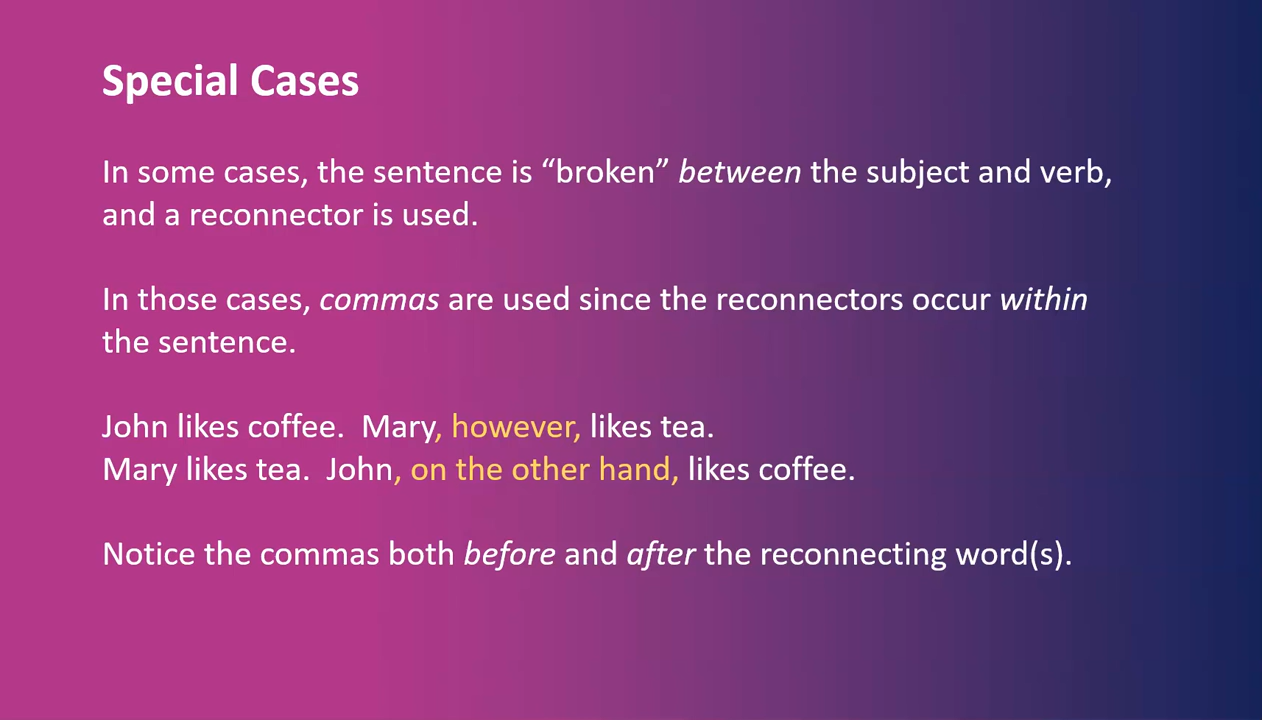 Special Cases
In some cases, the sentence is “broken” between the subject and verb,
and a reconnector is used.
In those cases, commas are used since the reconnectors occur within
the sentence.
John likes coffee.  Mary, however, likes tea.
Mary likes tea.  John, on the other hand, likes coffee.
Notice the commas both before and after the reconnecting word(s).